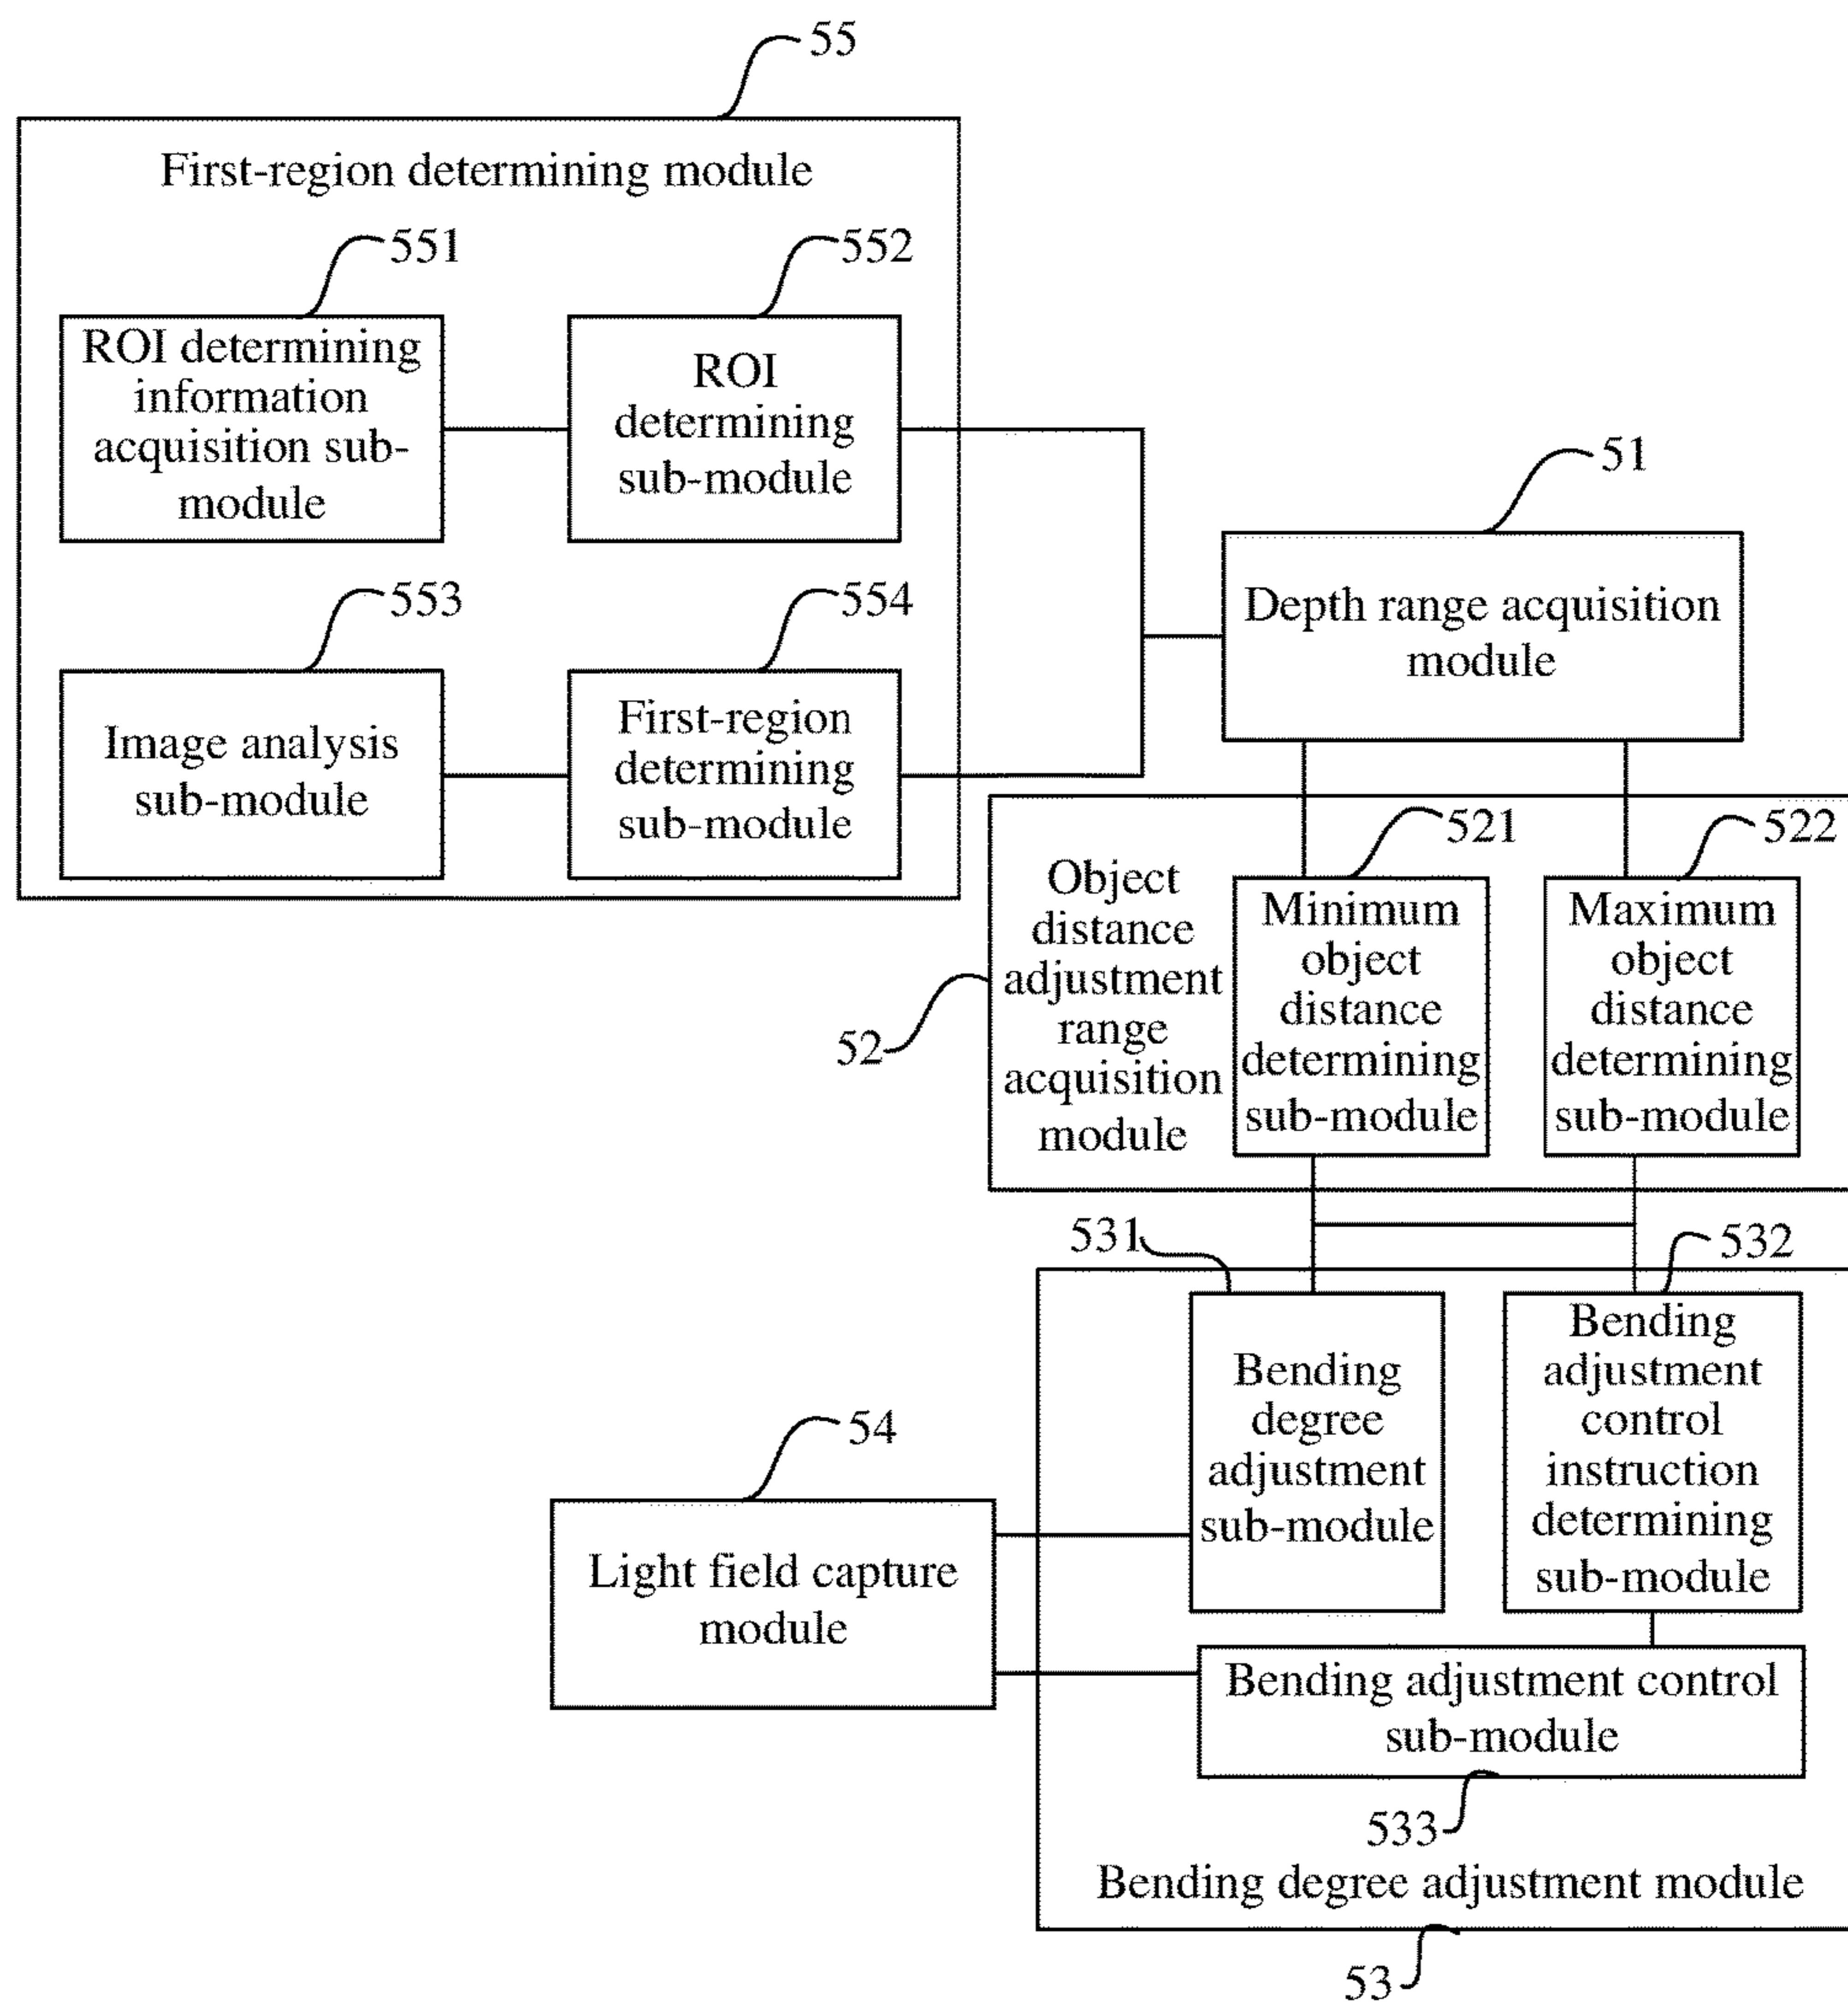 55
First-region determining module
551
552
ROI determining
information
acquisition sub-
module
ROI
determining
sub-module
553
554
Image analysis
sub-module
First-region
determining
sub-module
51
Depth range acquisition
module
521
522
Object
distance
adjustment
range
acquisition
module
52
Minimum
object
distance
determining
sub-module
Maximum
object
distance
determining
sub-module
531
532
Bending
degree
adjustment
sub-module
Bending
adjustment
control
instruction
determining
sub-module
54
Light field capture
module
Bending adjustment control
sub-module
533
Bending degree adjustment module
53